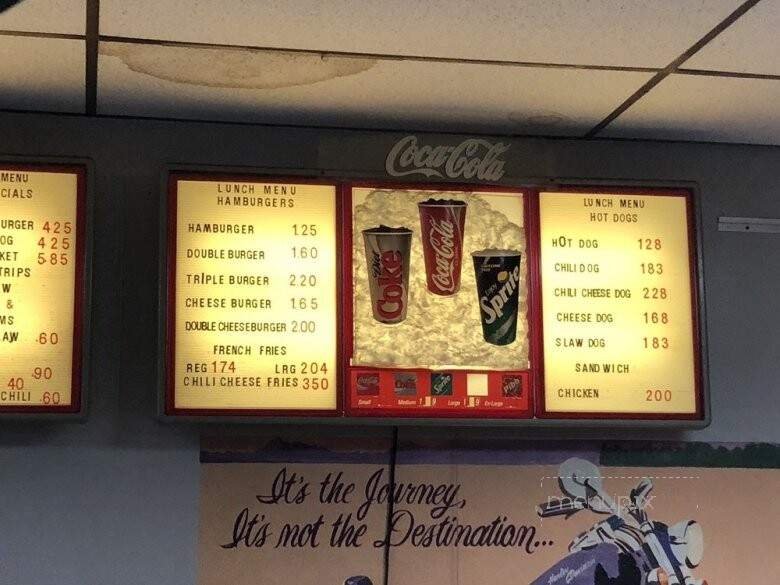 MENU
CIALS
URGER 425
OG 425
KET 585
TRIPS
W
&
MS
AW .60
.90
40
CHILI .60
LUNCH MENU
HAMBURGERS
HAMBURGER 125
DOUBLE BURGER 160
TRIPLE BURGER 220
CHEESE BURGER 165
DOUBLE CHEESEBURGER 200
FRENCH FRIES
REG 174 LRG 204
CHILI CHEESE FRIES 350
Coca-Cola
Diet Coke
Coca-Cola
Sprite
Small Medium Large
LUNCH MENU
HOT DOGS
HOT DOG 128
CHILI DOG 183
CHILI CHEESE DOG 228
CHEESE DOG 168
SLAW DOG 183
SANDWICH
CHICKEN 200
It's the Journey,
It's not the Destination...
menupix